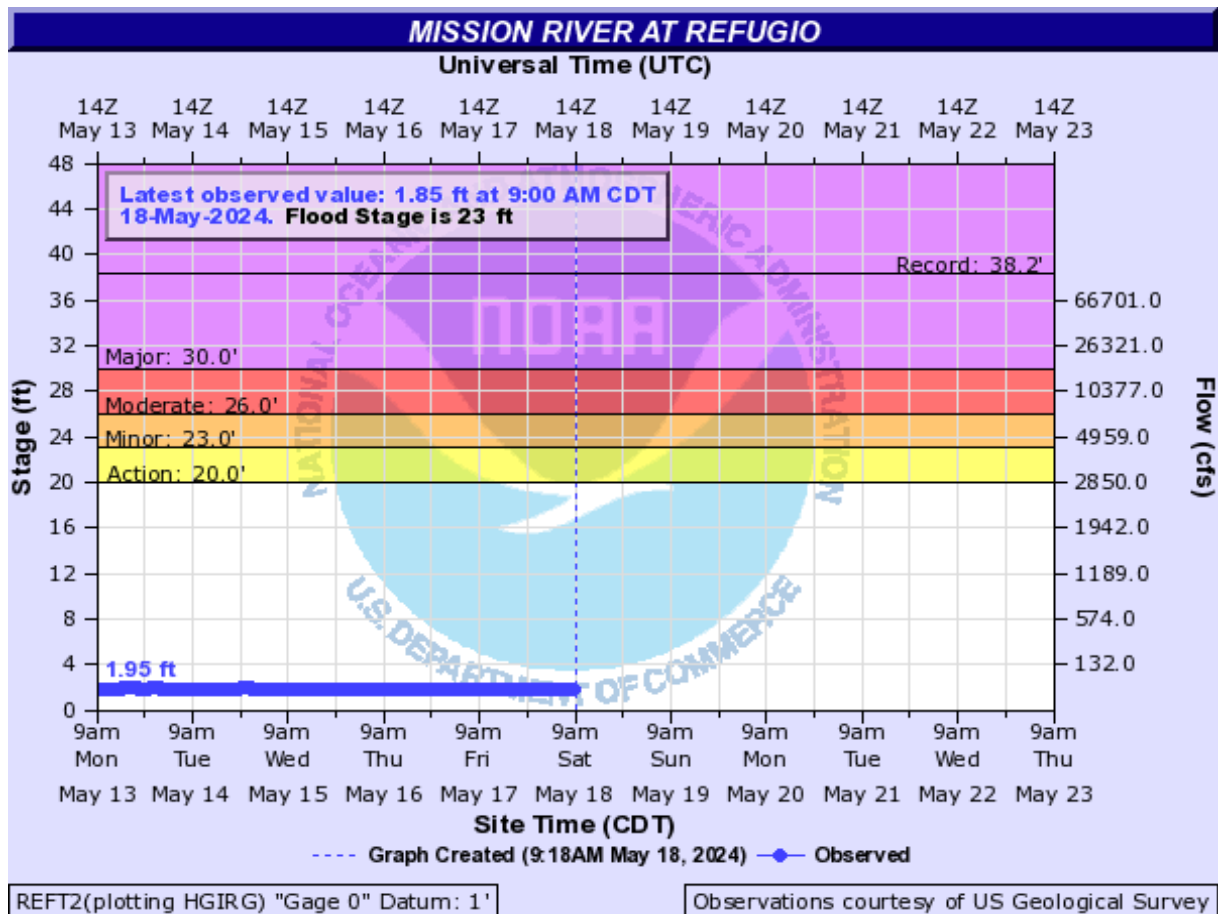 MISSION RIVER AT REFUGIO
Universal Time (UTC)
14Z 14Z 14Z 14Z 14Z 14Z 14Z 14Z 14Z 14Z 14Z
May 13 May 14 May 15 May 16 May 17 May 18 May 19 May 20 May 21 May 22 May 23
Latest observed value: 1.85 ft at 9:00 AM CDT
18-May-2024. Flood Stage is 23 ft
Record: 38.2'
Major: 30.0'
Moderate: 26.0'
Minor: 23.0'
Action: 20.0'
1.95 ft
Stage (ft)
48
44
40
36
32
28
24
20
16
12
8
4
0
Flow (cfs)
66701.0
26321.0
10377.0
4959.0
2850.0
1942.0
1189.0
574.0
132.0
NATIONAL OCEANIC AND ATMOSPHERIC ADMINISTRATION
NOAA
U.S. DEPARTMENT OF COMMERCE
9am 9am 9am 9am 9am 9am 9am 9am 9am 9am 9am
Mon Tue Wed Thu Fri Sat Sun Mon Tue Wed Thu
May 13 May 14 May 15 May 16 May 17 May 18 May 19 May 20 May 21 May 22 May 23
Site Time (CDT)
Graph Created (9:18AM May 18, 2024) Observed
REFT2(plotting HGIRG) "Gage 0" Datum: 1'
Observations courtesy of US Geological Survey